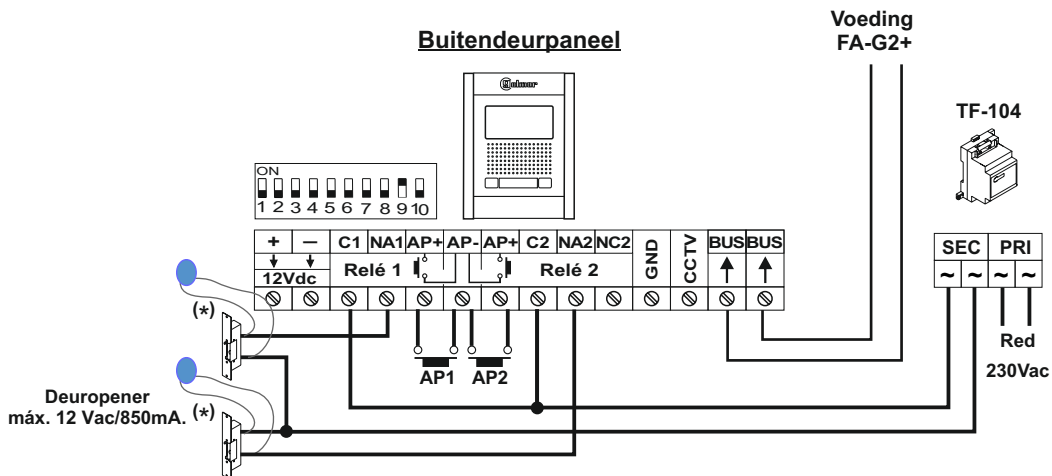 Voeding
FA-G2+
Buitendeurpaneel
Golmar
TF-104
ON
1 2 3 4 5 6 7 8 9 10
+ – C1 NA1 AP+ AP- AP+ C2 NA2 NC2 GND CCTV BUS BUS
12Vdc Relé 1 Relé 2
SEC PRI
~ ~ ~ ~
(*)
AP1 AP2
Red
230Vac
Deuropener
máx. 12 Vac/850mA. (*)